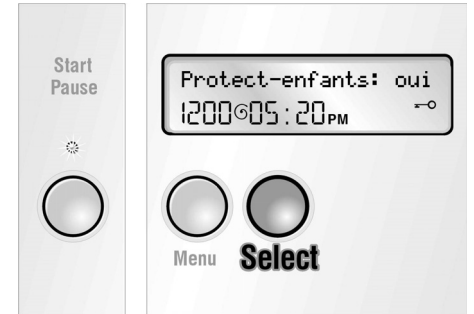 Start
Pause
Protect-enfants: oui
1200 05:20PM
Menu
Select